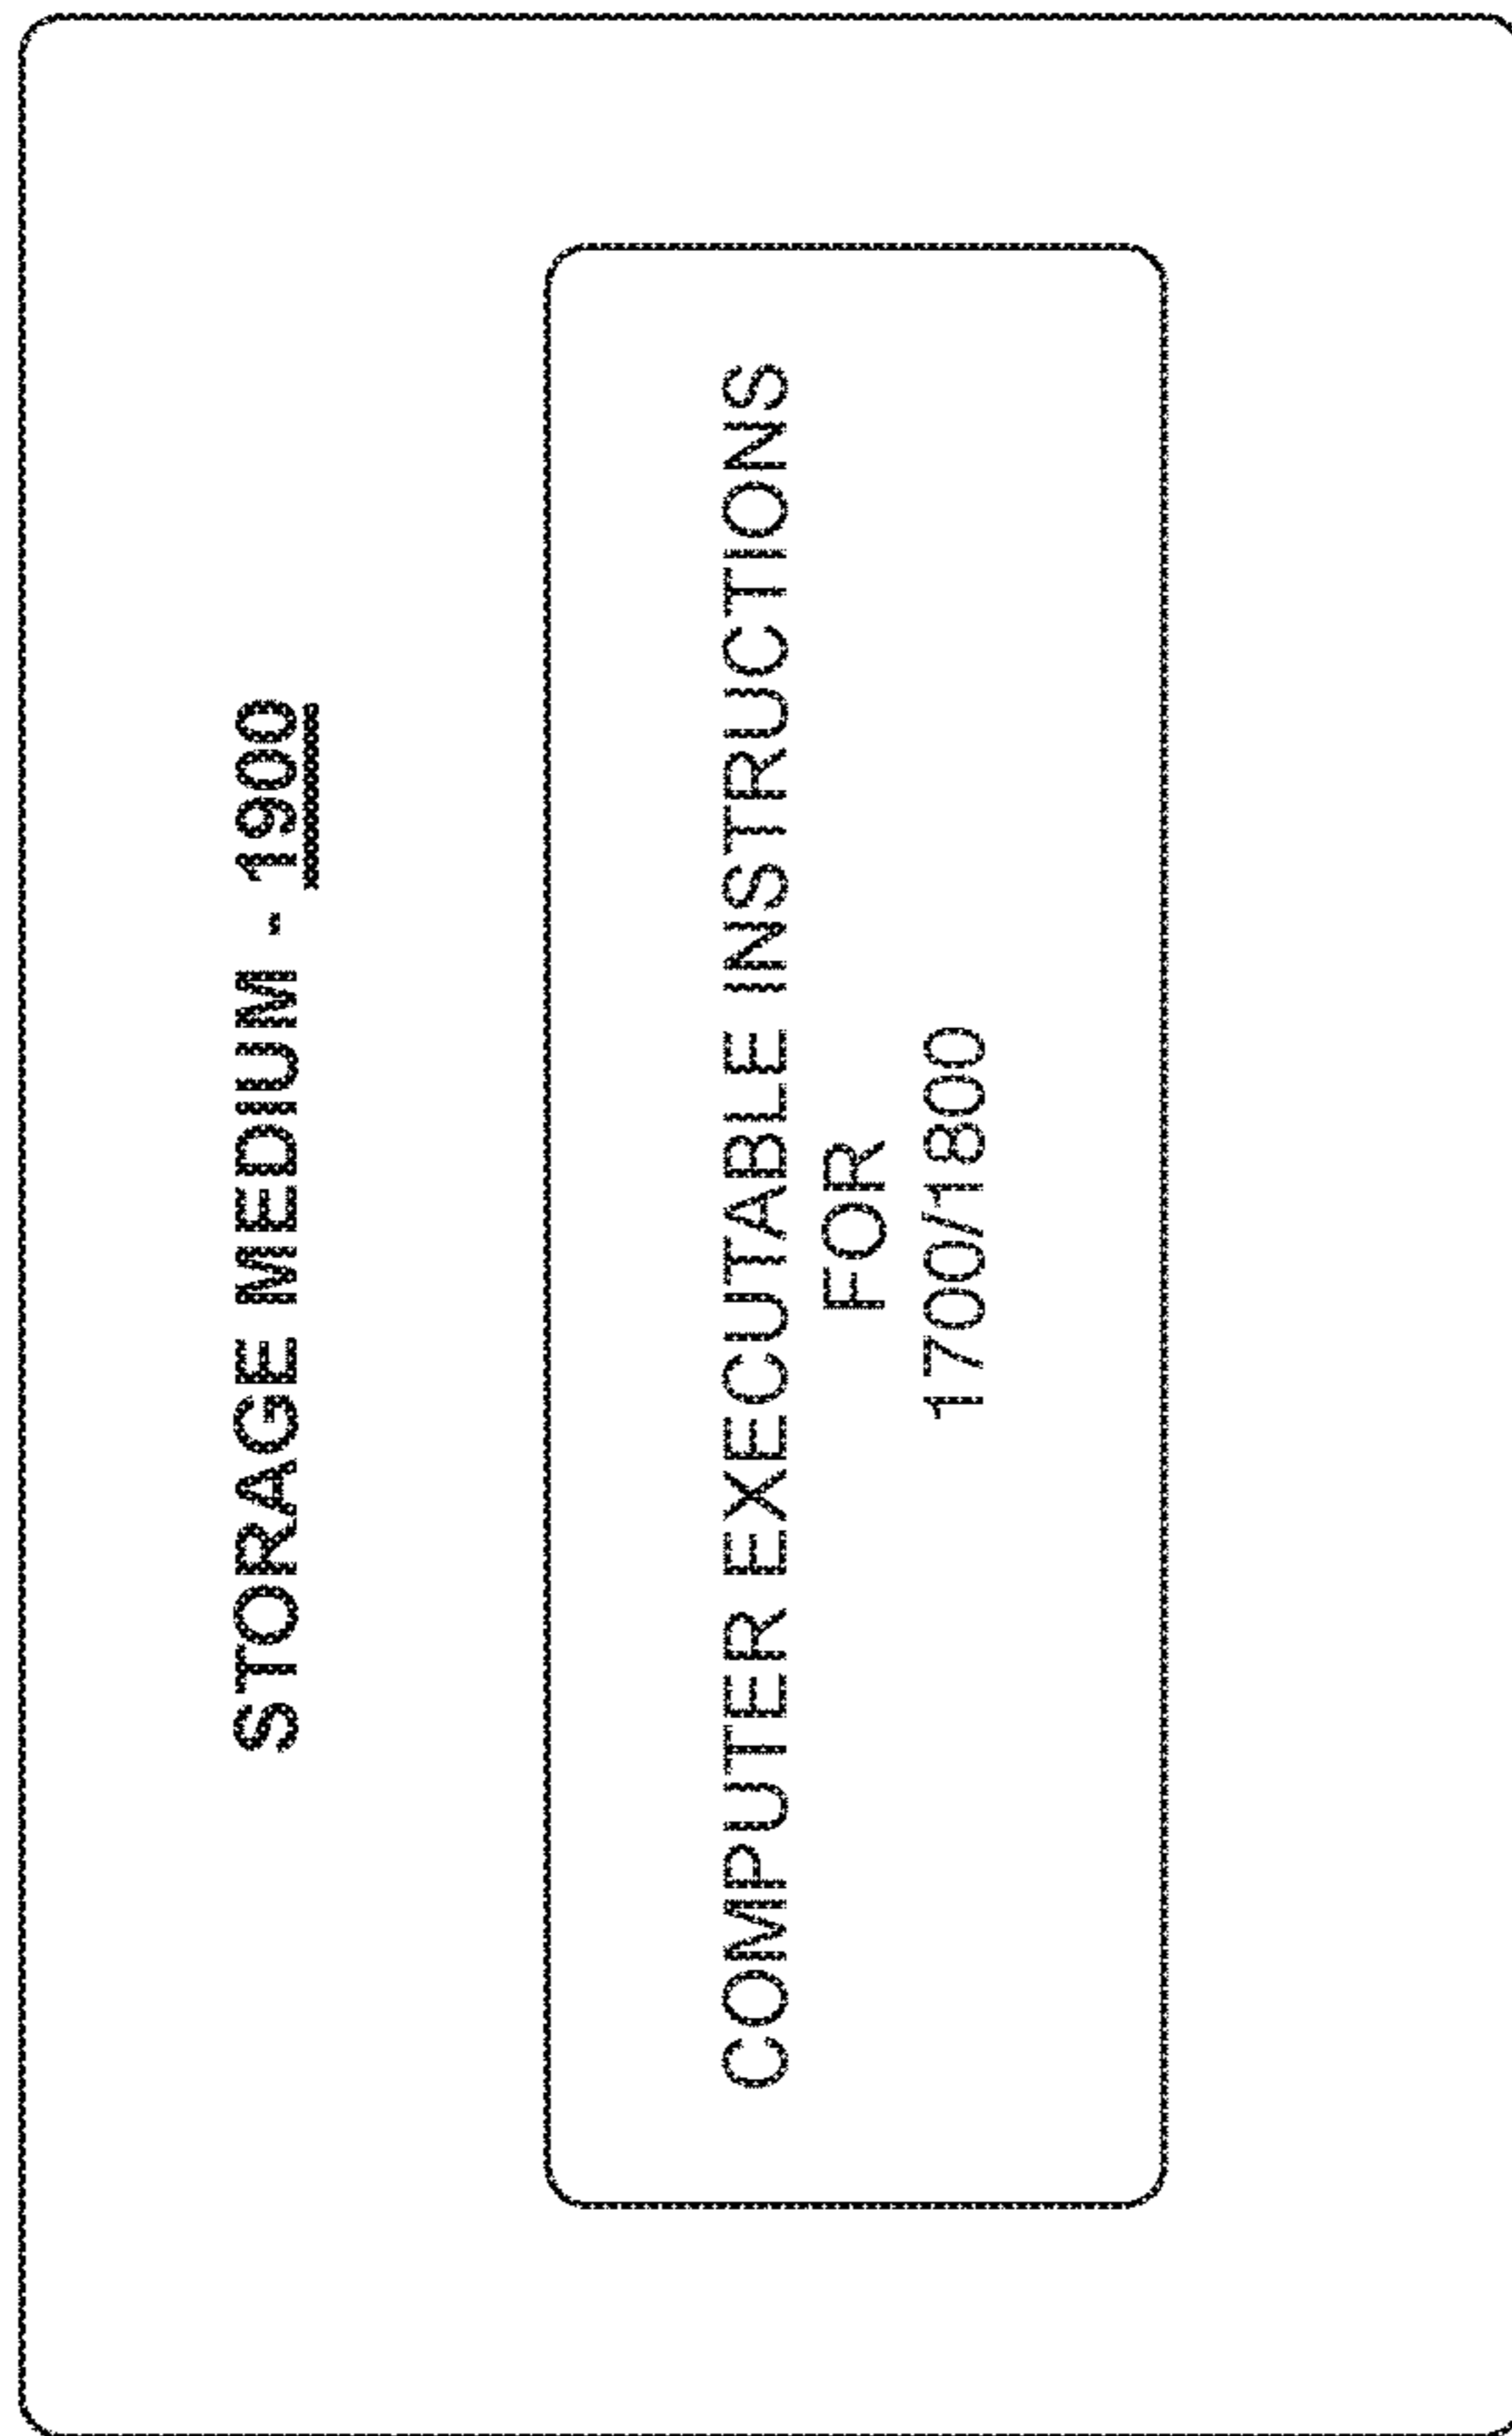 STORAGE MEDIUM - 1900
COMPUTER EXECUTABLE INSTRUCTIONS
FOR
1700/1800